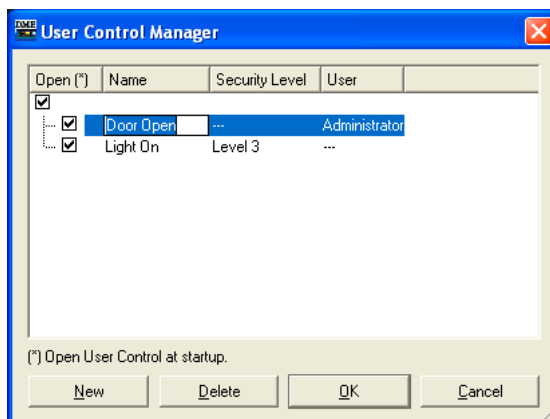 DME User Control Manager
Open (*) Name Security Level User
Door Open --- Administrator
Light On Level 3 ---
(*) Open User Control at startup.
New Delete OK Cancel